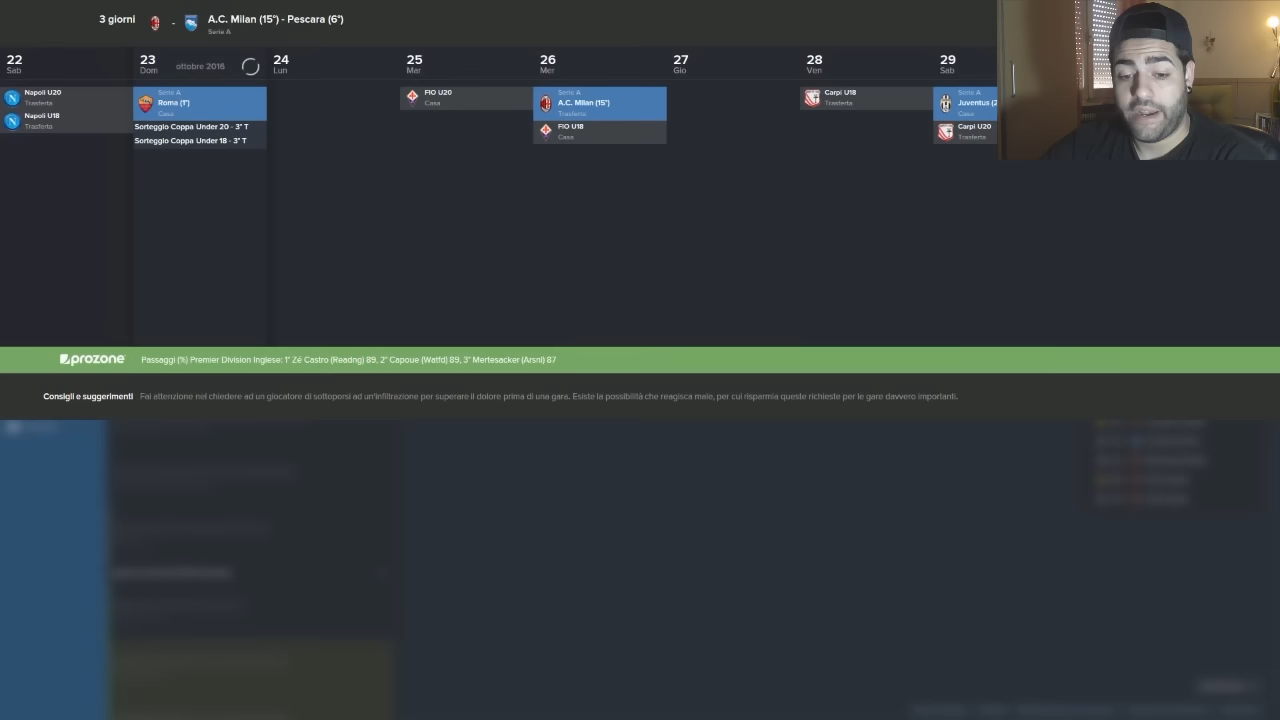 3 giorni
-
A.C. Milan (15°) - Pescara (6°)
Serie A
22
Sab
23
Dom
ottobre 2016
24
Lun
25
Mar
26
Mer
27
Gio
28
Ven
29
Sab
Napoli U20
Trasferta
Napoli U18
Trasferta
Serie A
Roma (1°)
Casa
Sorteggio Coppa Under 20 - 3° T
Sorteggio Coppa Under 18 - 3° T
FIO U20
Casa
Serie A
A.C. Milan (15°)
Trasferta
FIO U18
Casa
Carpi U18
Trasferta
Serie A
Juventus (2
Casa
Carpi U20
Trasferta
prozone
Passaggi (%) Premier Division Inglese: 1° Zé Castro (Readng) 89, 2° Capoue (Watfd) 89, 3° Mertesacker (Arsnl) 87
Consigli e suggerimenti Fai attenzione nel chiedere ad un giocatore di sottoporsi ad un'infiltrazione per superare il dolore prima di una gara. Esiste la possibilità che reagisca male, per cui risparmia queste richieste per le gare davvero importanti.